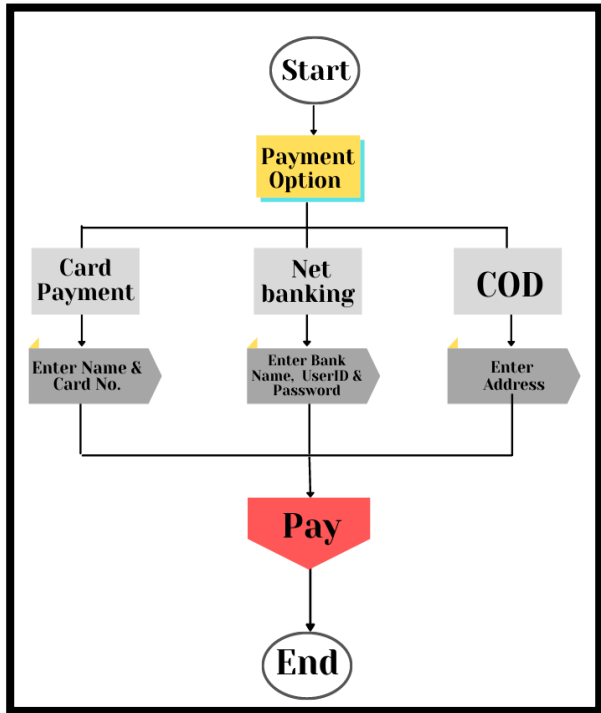 Start
Payment
Option
Card
Payment
Net
banking
COD
Enter Name &
Card No.
Enter Bank
Name, UserID &
Password
Enter
Address
Pay
End